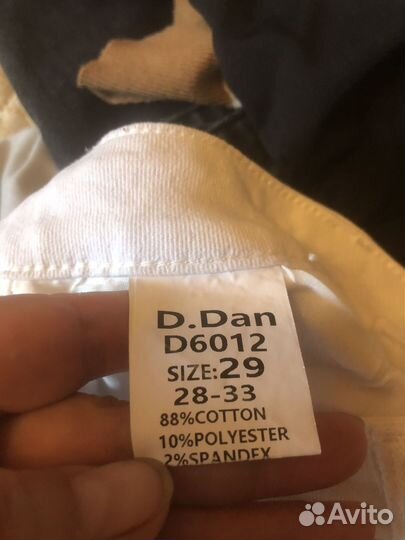 D.Dan
D6012
SIZE:29
28-33
88%COTTON
10%POLYESTER
2%SPANDEX
Avito